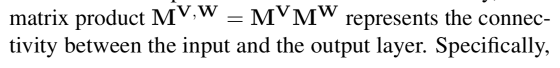 matrix product M^{V,W} = M^V M^W represents the connec-
tivity between the input and the output layer. Specifically,